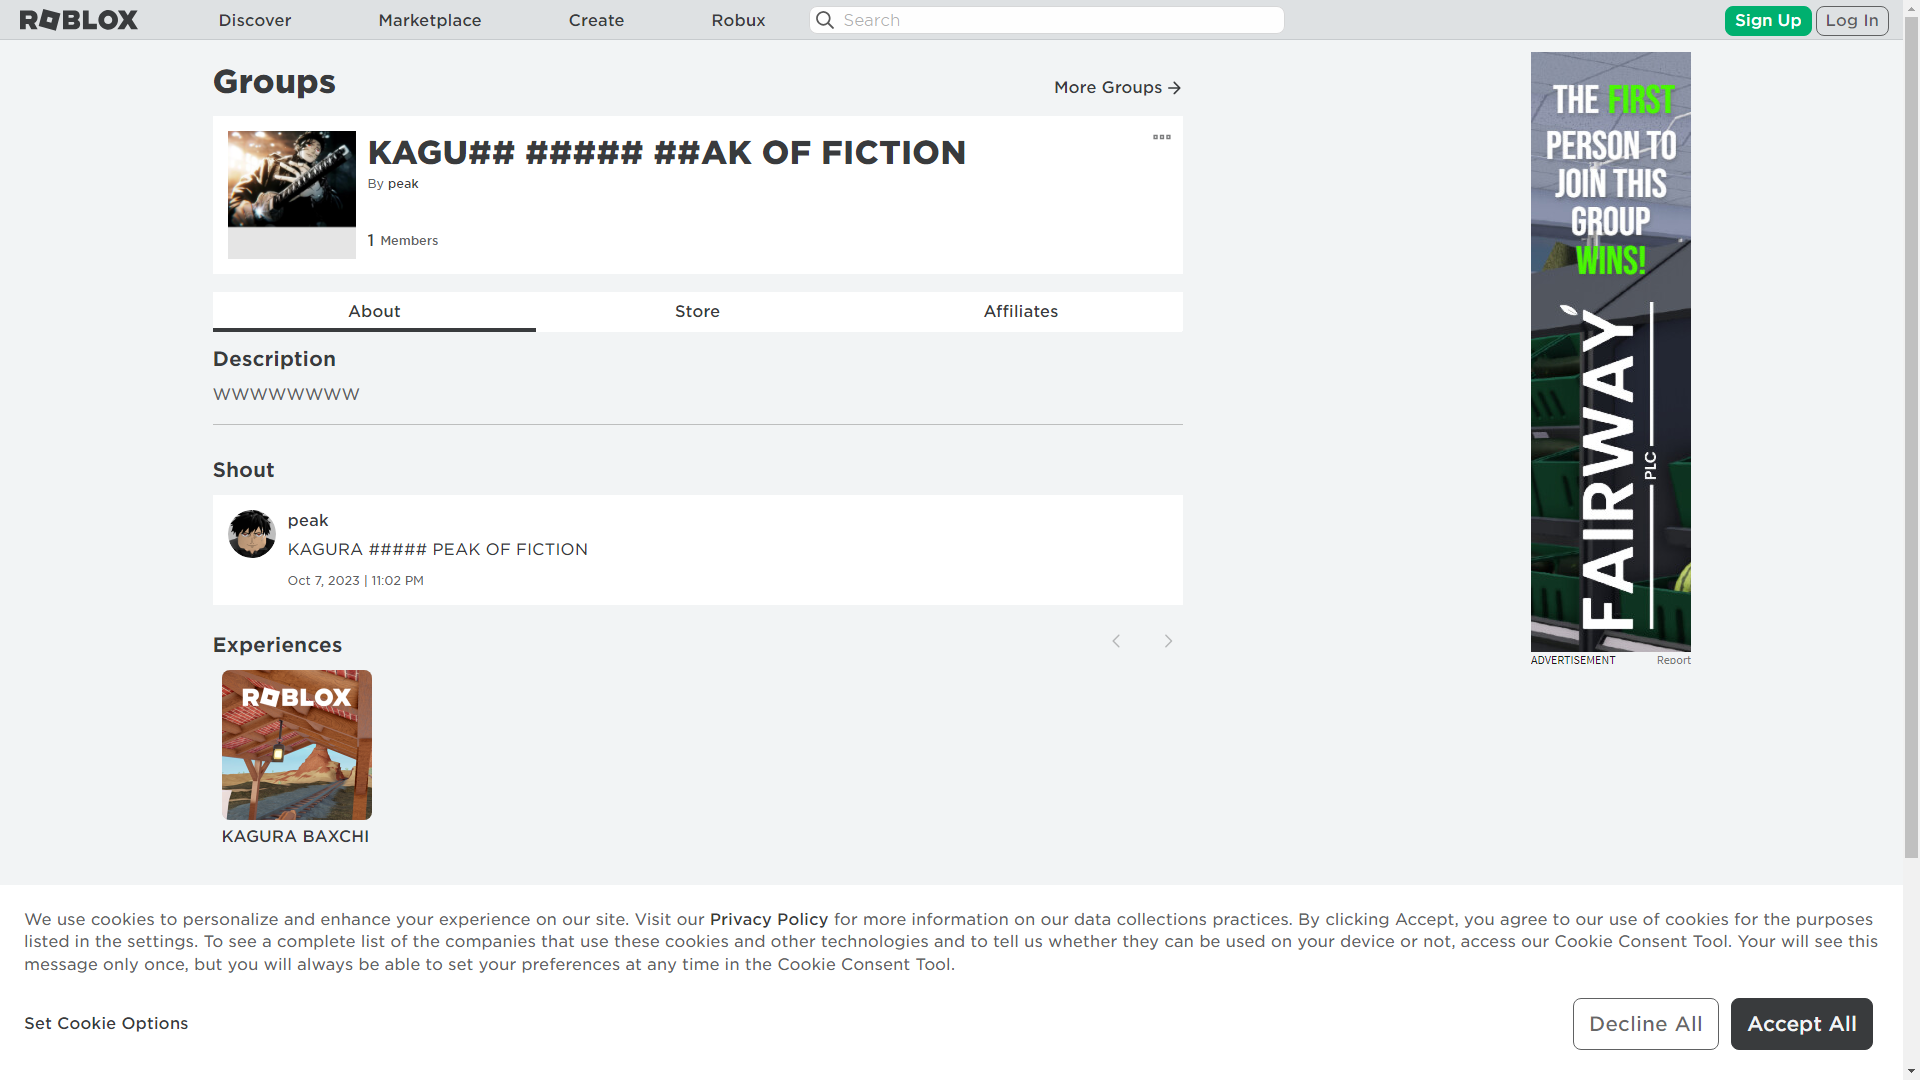 ROBLOX
Discover
Marketplace
Create
Robux
Search
Sign Up
Log In
Groups
More Groups
KAGU## ##### ##AK OF FICTION
By peak
1 Members
About
Store
Affiliates
Description
WWWWWWWW
Shout
peak
KAGURA ##### PEAK OF FICTION
Oct 7, 2023 | 11:02 PM
Experiences
ROBLOX
KAGURA BAXCHI
THE FIRST
PERSON TO
JOIN THIS
GROUP
WINS!
FAIRWAY
PLC
ADVERTISEMENT
Report
We use cookies to personalize and enhance your experience on our site. Visit our Privacy Policy for more information on our data collections practices. By clicking Accept, you agree to our use of cookies for the purposes
listed in the settings. To see a complete list of the companies that use these cookies and other technologies and to tell us whether they can be used on your device or not, access our Cookie Consent Tool. Your will see this
message only once, but you will always be able to set your preferences at any time in the Cookie Consent Tool.
Set Cookie Options
Decline All
Accept All